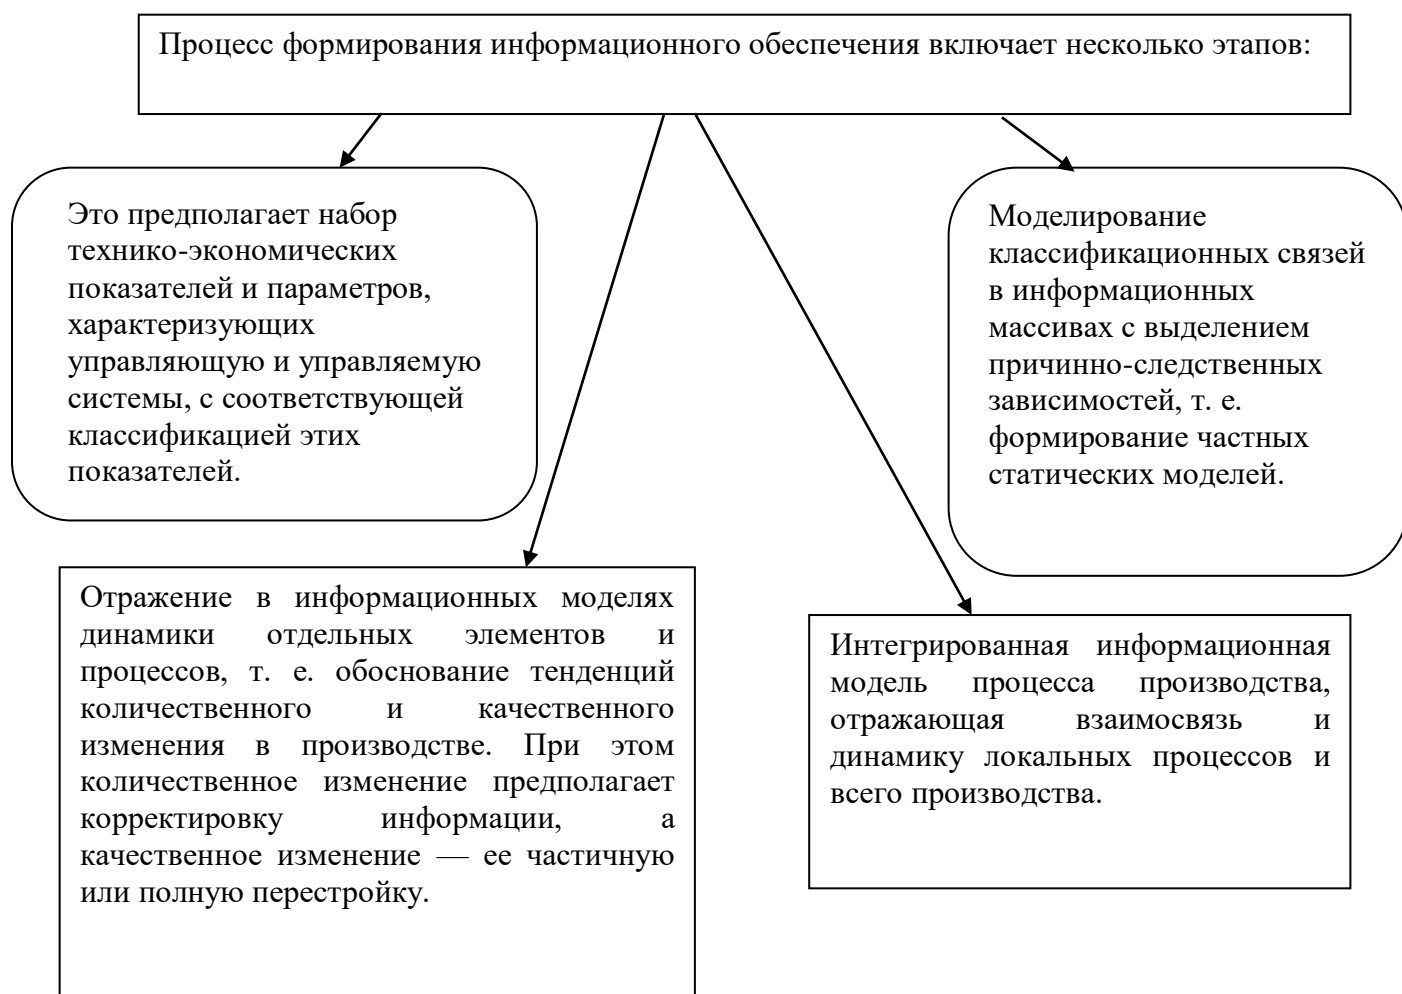 Процесс формирования информационного обеспечения включает несколько этапов:
Это предполагает набор
технико-экономических
показателей и параметров,
характеризующих
управляющую и управляемую
системы, с соответствующей
классификацией этих
показателей.
Моделирование
классификационных связей
в информационных
массивах с выделением
причинно-следственных
зависимостей, т. е.
формирование частных
статических моделей.
Отражение в информационных моделях
динамики отдельных элементов и
процессов, т. е. обоснование тенденций
количественного и качественного
изменения в производстве. При этом
количественное изменение предполагает
корректировку информации, а
качественное изменение — ее частичную
или полную перестройку.
Интегрированная информационная
модель процесса производства,
отражающая взаимосвязь и
динамику локальных процессов и
всего производства.